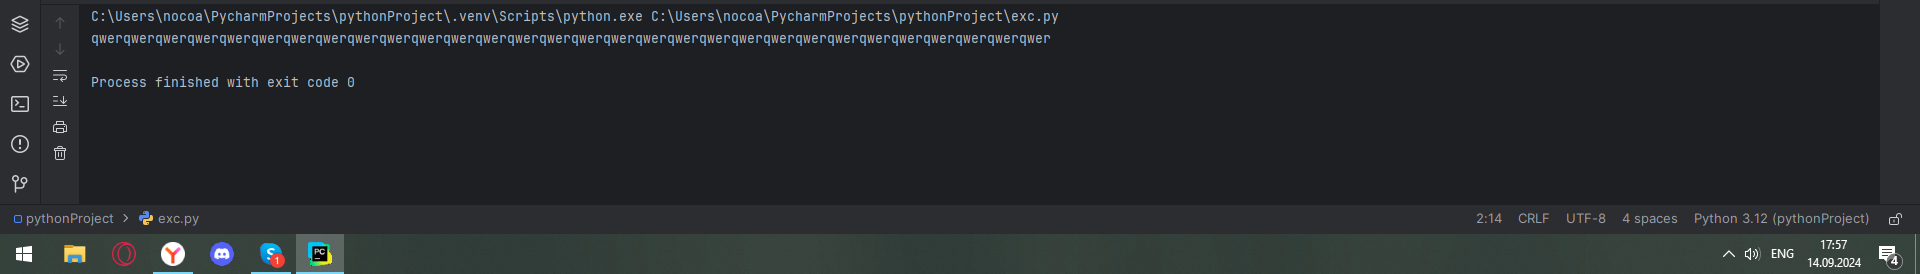 C:\Users\nocoa\PycharmProjects\pythonProject\.venv\Scripts\python.exe C:\Users\nocoa\PycharmProjects\pythonProject\exc.py
qwerqwerqwerqwerqwerqwerqwerqwerqwerqwerqwerqwerqwerqwerqwerqwerqwerqwerqwerqwerqwerqwerqwerqwerqwerqwerqwerqwerqwerqwer
Process finished with exit code 0
pythonProject > exc.py
2:14 CRLF UTF-8 4 spaces Python 3.12 (pythonProject)
S 1 PC
ENG 17:57
14.09.2024 4